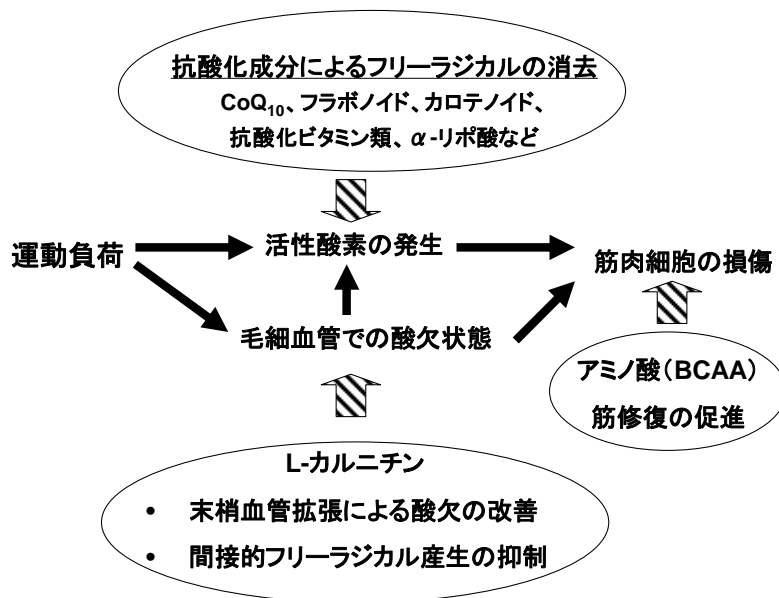 抗酸化成分によるフリーラジカルの消去
CoQ10、フラボノイド、カロテノイド、
抗酸化ビタミン類、α-リポ酸など
運動負荷
活性酸素の発生
筋肉細胞の損傷
毛細血管での酸欠状態
アミノ酸（BCAA）
筋修復の促進
L-カルニチン
• 末梢血管拡張による酸欠の改善
• 間接的フリーラジカル産生の抑制